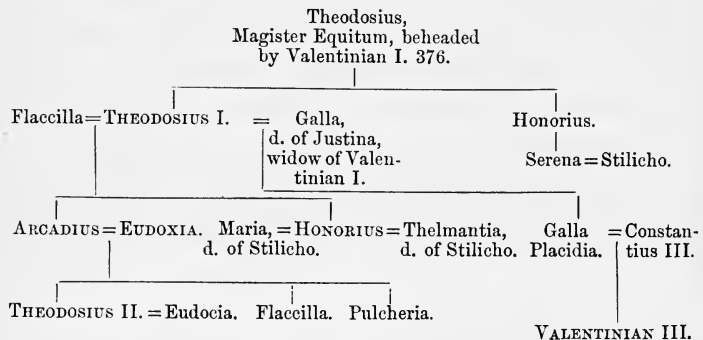 Theodosius,
Magister Equitum, beheaded
by Valentinian I. 376.
Flaccilla=THEODOSIUS I. = Galla, Honorius.
d. of Justina,
widow of Valen-
tinian I.
Serena=Stilicho.
ARCADIUS=EUDOXIA. Maria, =HONORIUS=Thelmantia, Galla =Constan-
d. of Stilicho. d. of Stilicho. Placidia. tius III.
THEODOSIUS II.=Eudocia. Flaccilla. Pulcheria.
VALENTINIAN III.